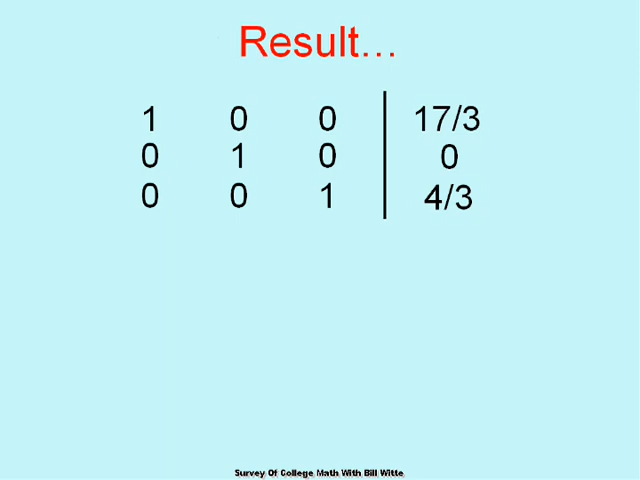 Result...
1 0 0 17/3
0 1 0 0
0 0 1 4/3
Survey Of College Math With Bill Witte